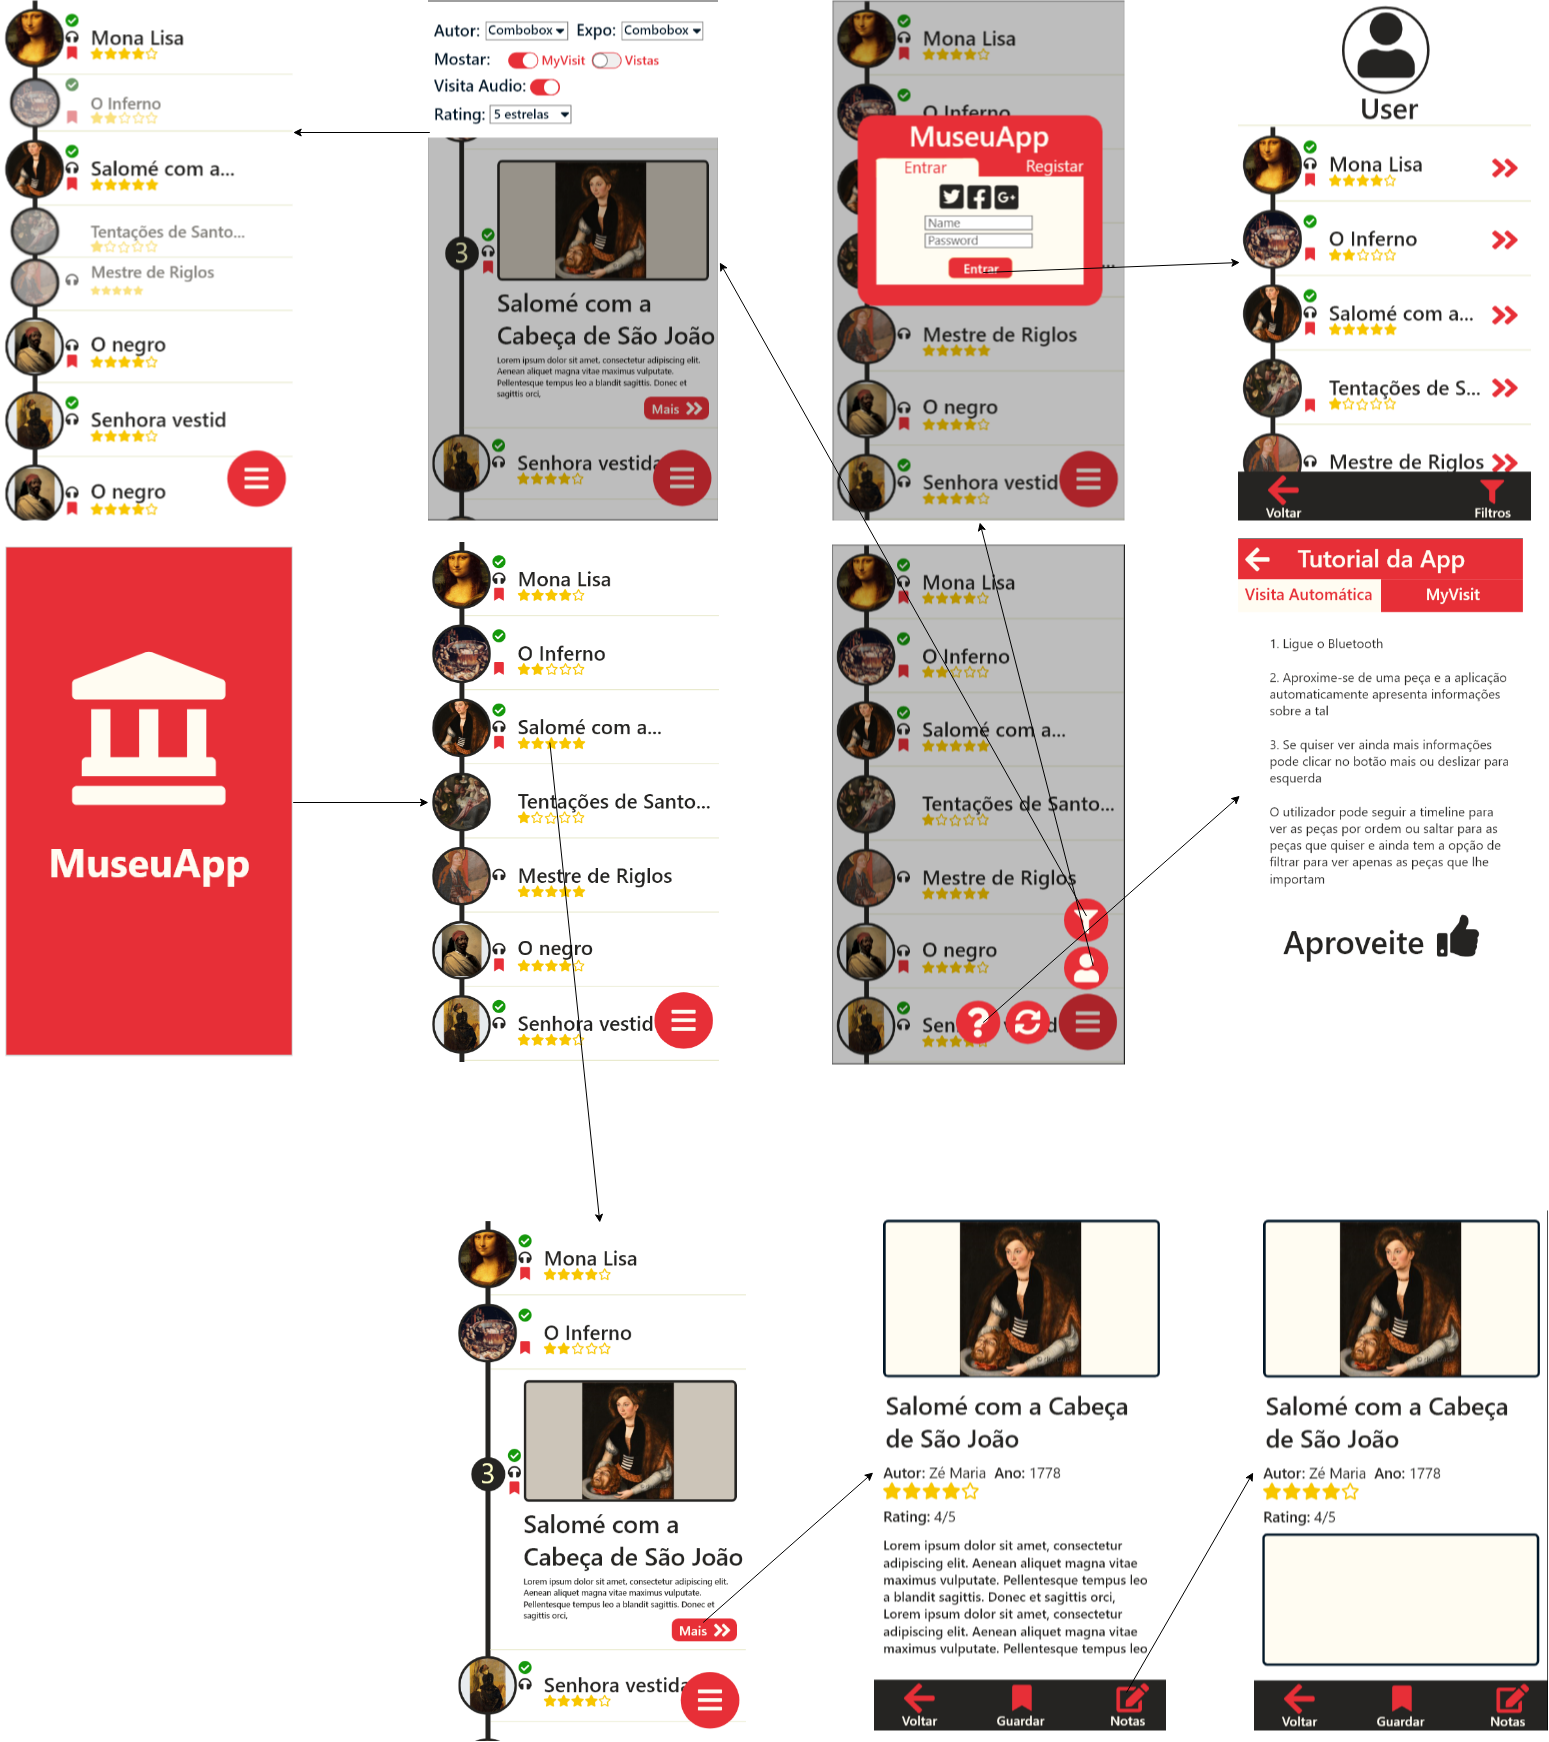 Mona Lisa
O Inferno
Salomé com a...
Tentações de Santo...
Mestre de Riglos
O negro
Senhora vestid
O negro
Autor: Combobox Expo: Combobox
Mostar: MyVisit Vistas
Visita Audio:
Rating: 5 estrelas
3
Salomé com a
Cabeça de São João
Lorem ipsum dolor sit amet, consectetur adipiscing elit.
Aenean aliquet magna vitae maximus vulputate.
Pellentesque tempus leo a blandit sagittis. Donec et
sagittis orci,
Mais
Senhora vestida
Mona Lisa
O Inferno
MuseuApp
Entrar Registar
G+
Name
Password
Entrar
...
Mestre de Riglos
O negro
Senhora vestid
User
Mona Lisa
O Inferno
Salomé com a...
Tentações de S...
Mestre de Riglos
Voltar Filtros
MuseuApp
Mona Lisa
O Inferno
Salomé com a...
Tentações de Santo...
Mestre de Riglos
O negro
Senhora vestid
Mona Lisa
O Inferno
Salomé com a...
Tentações de Santo...
Mestre de Riglos
O negro
Sen d
?
Tutorial da App
Visita Automática MyVisit
1. Ligue o Bluetooth
2. Aproxime-se de uma peça e a aplicação
automaticamente apresenta informações
sobre a tal
3. Se quiser ver ainda mais informações
pode clicar no botão mais ou deslizar para
esquerda
O utilizador pode seguir a timeline para
ver as peças por ordem ou saltar para as
peças que quiser e ainda tem a opção de
filtrar para ver apenas as peças que lhe
importam
Aproveite
Mona Lisa
O Inferno
3
Salomé com a
Cabeça de São João
Lorem ipsum dolor sit amet, consectetur adipiscing elit.
Aenean aliquet magna vitae maximus vulputate.
Pellentesque tempus leo a blandit sagittis. Donec et
sagittis orci,
Mais
Senhora vestida
Salomé com a Cabeça
de São João
Autor: Zé Maria Ano: 1778
Rating: 4/5
Lorem ipsum dolor sit amet, consectetur
adipiscing elit. Aenean aliquet magna vitae
maximus vulputate. Pellentesque tempus leo
a blandit sagittis. Donec et sagittis orci,
Lorem ipsum dolor sit amet, consectetur
adipiscing elit. Aenean aliquet magna vitae
maximus vulputate. Pellentesque tempus leo
Voltar Guardar Notas
Salomé com a Cabeça
de São João
Autor: Zé Maria Ano: 1778
Rating: 4/5
Voltar Guardar Notas